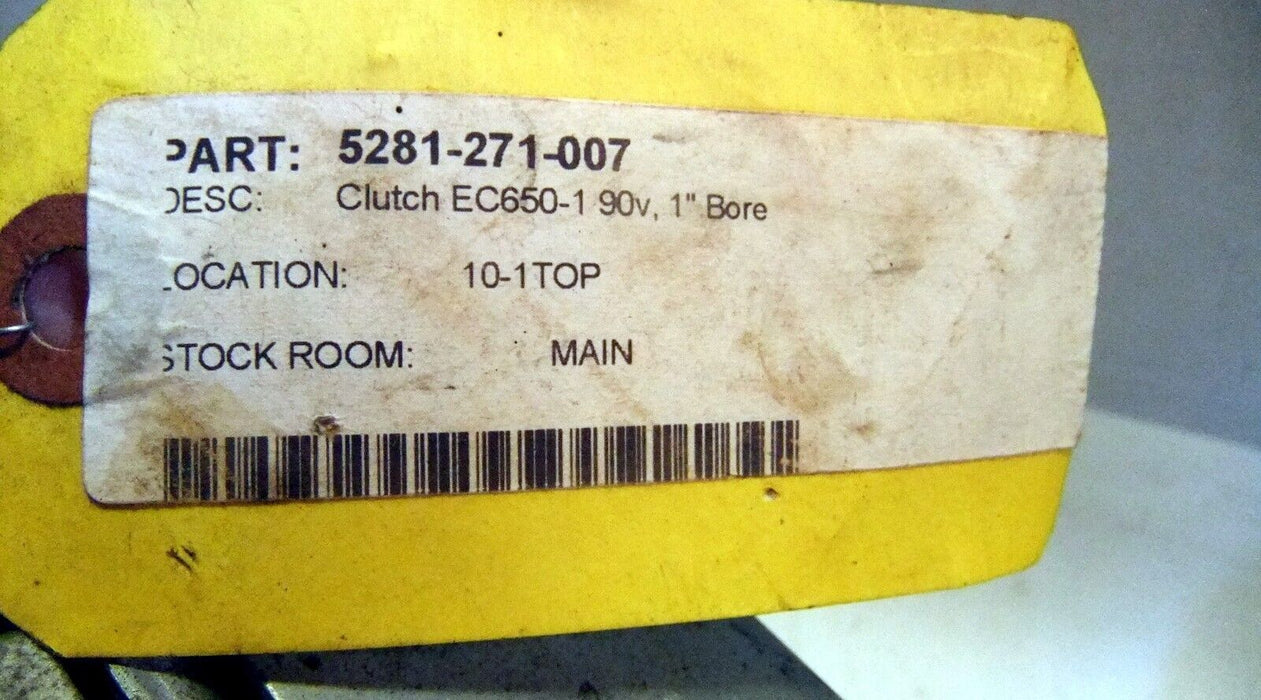 PART: 5281-271-007
DESC: Clutch EC650-1 90v, 1" Bore
LOCATION: 10-1TOP
STOCK ROOM: MAIN